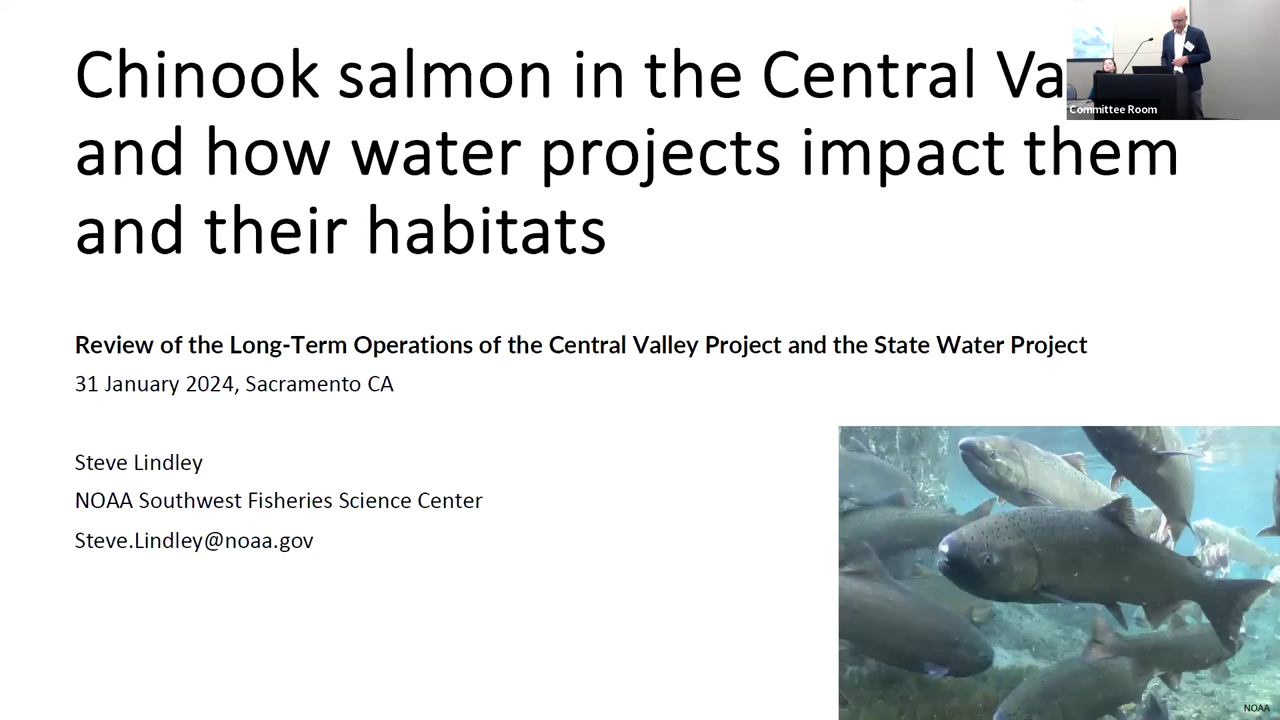 Chinook salmon in the Central Va
and how water projects impact them
and their habitats
Committee Room
Review of the Long-Term Operations of the Central Valley Project and the State Water Project
31 January 2024, Sacramento CA
Steve Lindley
NOAA Southwest Fisheries Science Center
Steve.Lindley@noaa.gov
NOAA